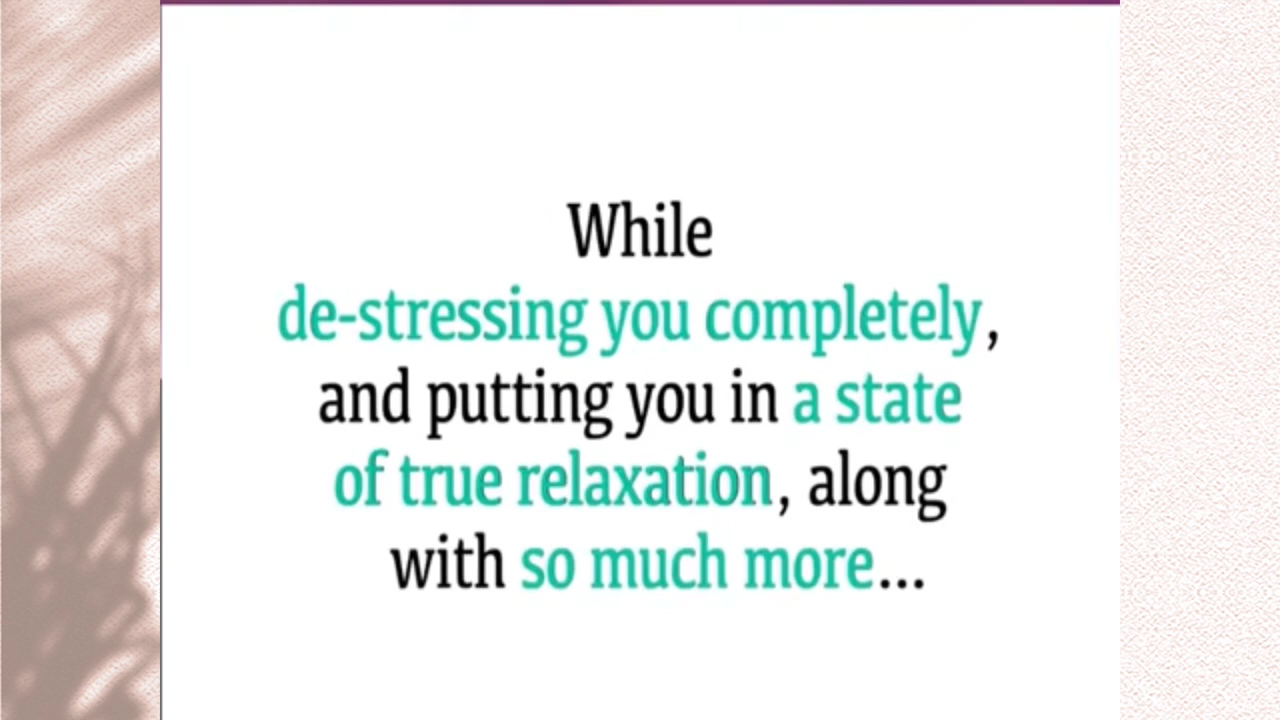 While
de-stressing you completely,
and putting you in a state
of true relaxation, along
with so much more...